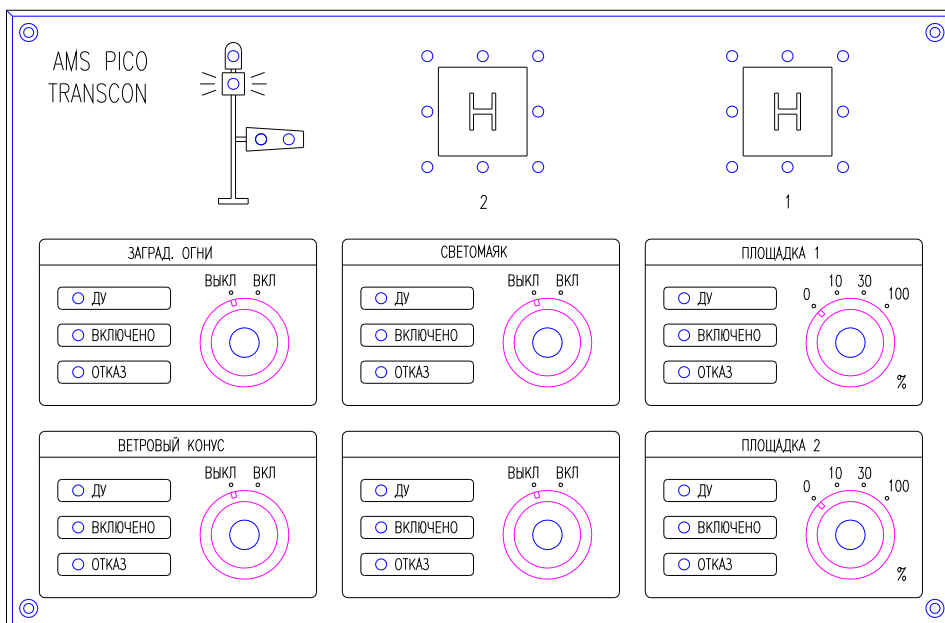 AMS PICO
TRANSCON
H
H
2
1
ЗАГРАД. ОГНИ
ВЫКЛ ВКЛ
ДУ
ВКЛЮЧЕНО
ОТКАЗ
СВЕТОМАЯК
ВЫКЛ ВКЛ
ДУ
ВКЛЮЧЕНО
ОТКАЗ
ПЛОЩАДКА 1
0 10 30 100
ДУ
ВКЛЮЧЕНО
ОТКАЗ
%
ВЕТРОВЫЙ КОНУС
ВЫКЛ ВКЛ
ДУ
ВКЛЮЧЕНО
ОТКАЗ
ВЫКЛ ВКЛ
ДУ
ВКЛЮЧЕНО
ОТКАЗ
ПЛОЩАДКА 2
0 10 30 100
ДУ
ВКЛЮЧЕНО
ОТКАЗ
%